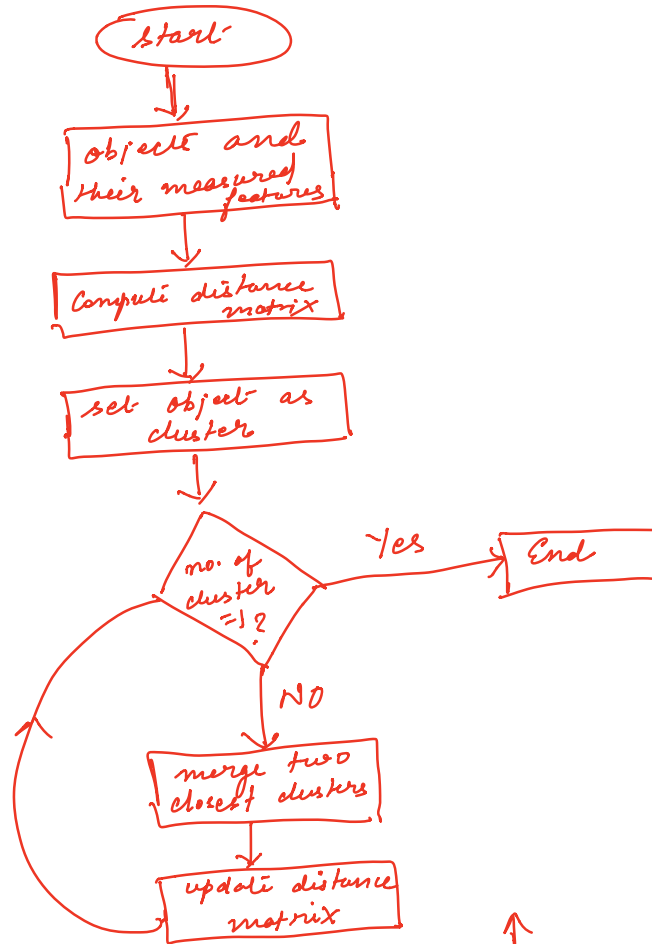 start
objects and
their measured
features
Compute distance
matrix
set object as
cluster
no. of
cluster
=1?
Yes
End
NO
merge two
closest clusters
update distance
matrix